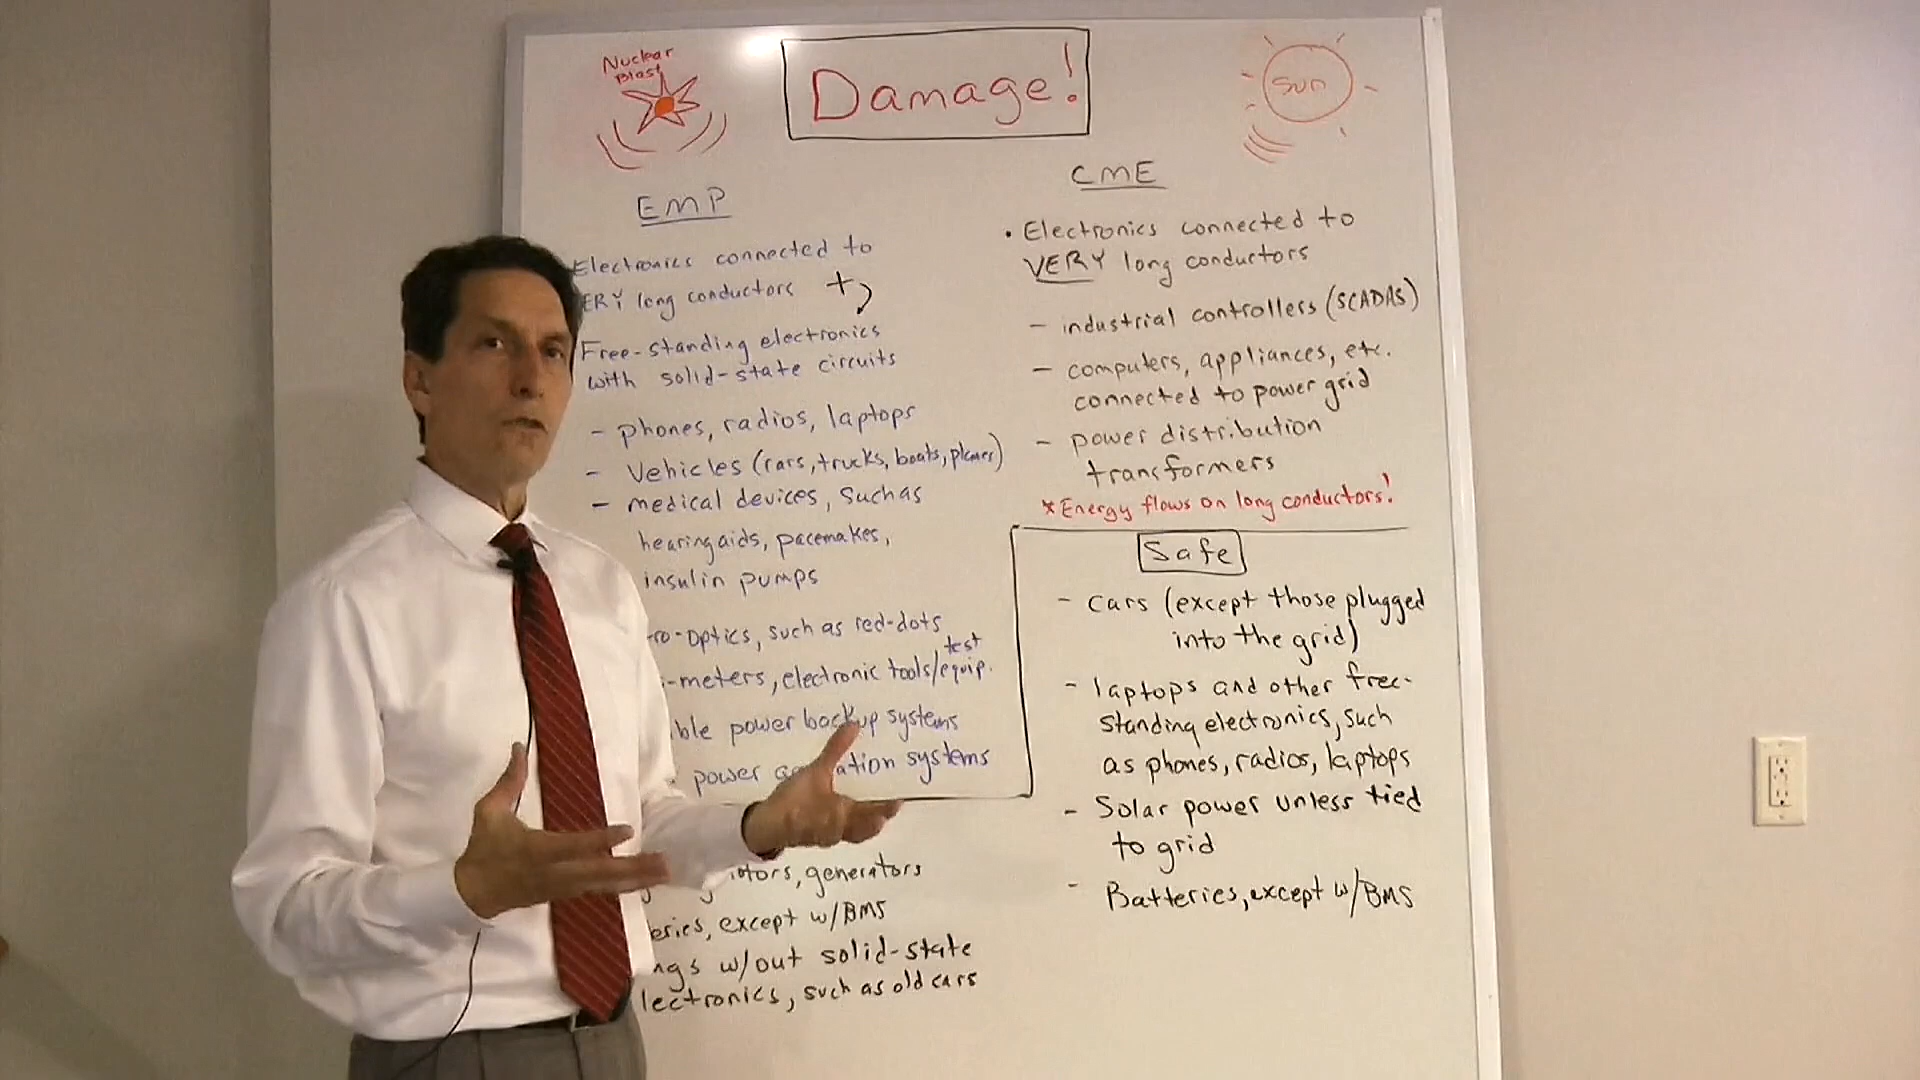 Nuclear
Blast
Damage!
Sun
EMP
Electronics connected to
ERY long conductors +
Free-standing electronics
with solid-state circuits
- phones, radios, laptops
- Vehicles (cars, trucks, boats, planes)
- medical devices, such as
hearing aids, pacemakes,
insulin pumps
ro-optics, such as red-dots
-meters, electronic tools/test equip.
ble power backup systems
power ation systems
otors, generators
eries, except w/BMS
ngs w/out solid-state
lectronics, such as old cars
CME
• Electronics connected to
VERY long conductors
- industrial controllers (SCADAS)
- computers, appliances, etc.
connected to power grid
- power distribution
transformers
* Energy flows on long conductors!
Safe
- cars (except those plugged
into the grid)
- laptops and other free-
standing electronics, such
as phones, radios, laptops
- Solar power unless tied
to grid
- Batteries, except w/BMS